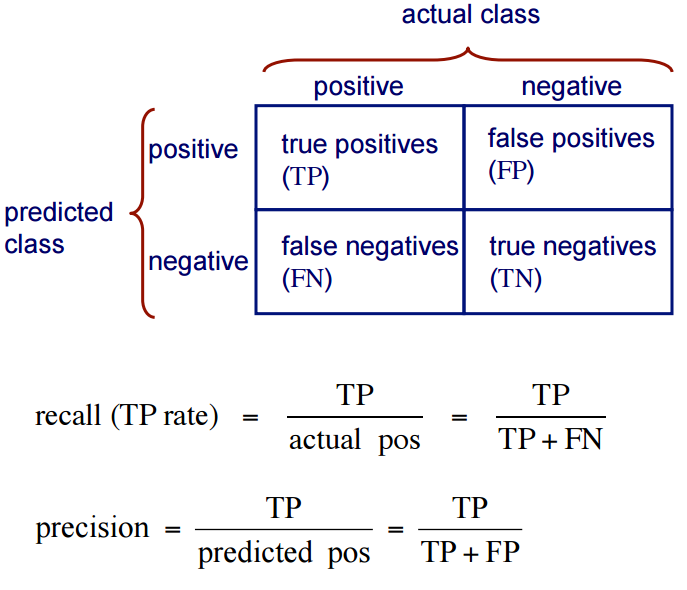 actual class
positive negative
positive true positives false positives
(TP) (FP)
predicted
class
negative false negatives true negatives
(FN) (TN)
recall (TP rate) = TP / actual pos = TP / TP + FN
precision = TP / predicted pos = TP / TP + FP